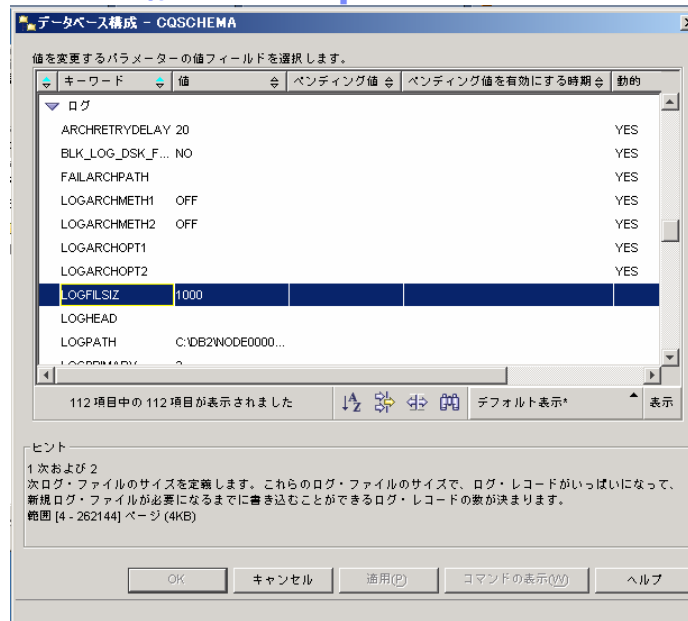 データベース構成 - CQSCHEMA
値を変更するパラメーターの値フィールドを選択します。
キーワード 値 ペンディング値 ペンディング値を有効にする時期 動的
ログ
ARCHRETRYDELAY 20 YES
BLK_LOG_DSK_F... NO YES
FAILARCHPATH YES
LOGARCHMETH1 OFF YES
LOGARCHMETH2 OFF YES
LOGARCHOPT1 YES
LOGARCHOPT2 YES
LOGFILSIZ 1000
LOGHEAD
LOGPATH C:\DB2\NODE0000...
LOGPRIMARY
112 項目中の 112 項目が表示されました デフォルト表示* 表示
ヒント
1 次および 2
次ログ・ファイルのサイズを定義します。これらのログ・ファイルのサイズで、ログ・レコードがいっぱいになって、
新規ログ・ファイルが必要になるまでに書き込むことができるログ・レコードの数が決まります。
範囲 [4 - 262144] ページ (4KB)
OK キャンセル 適用(P) コマンドの表示(W) ヘルプ